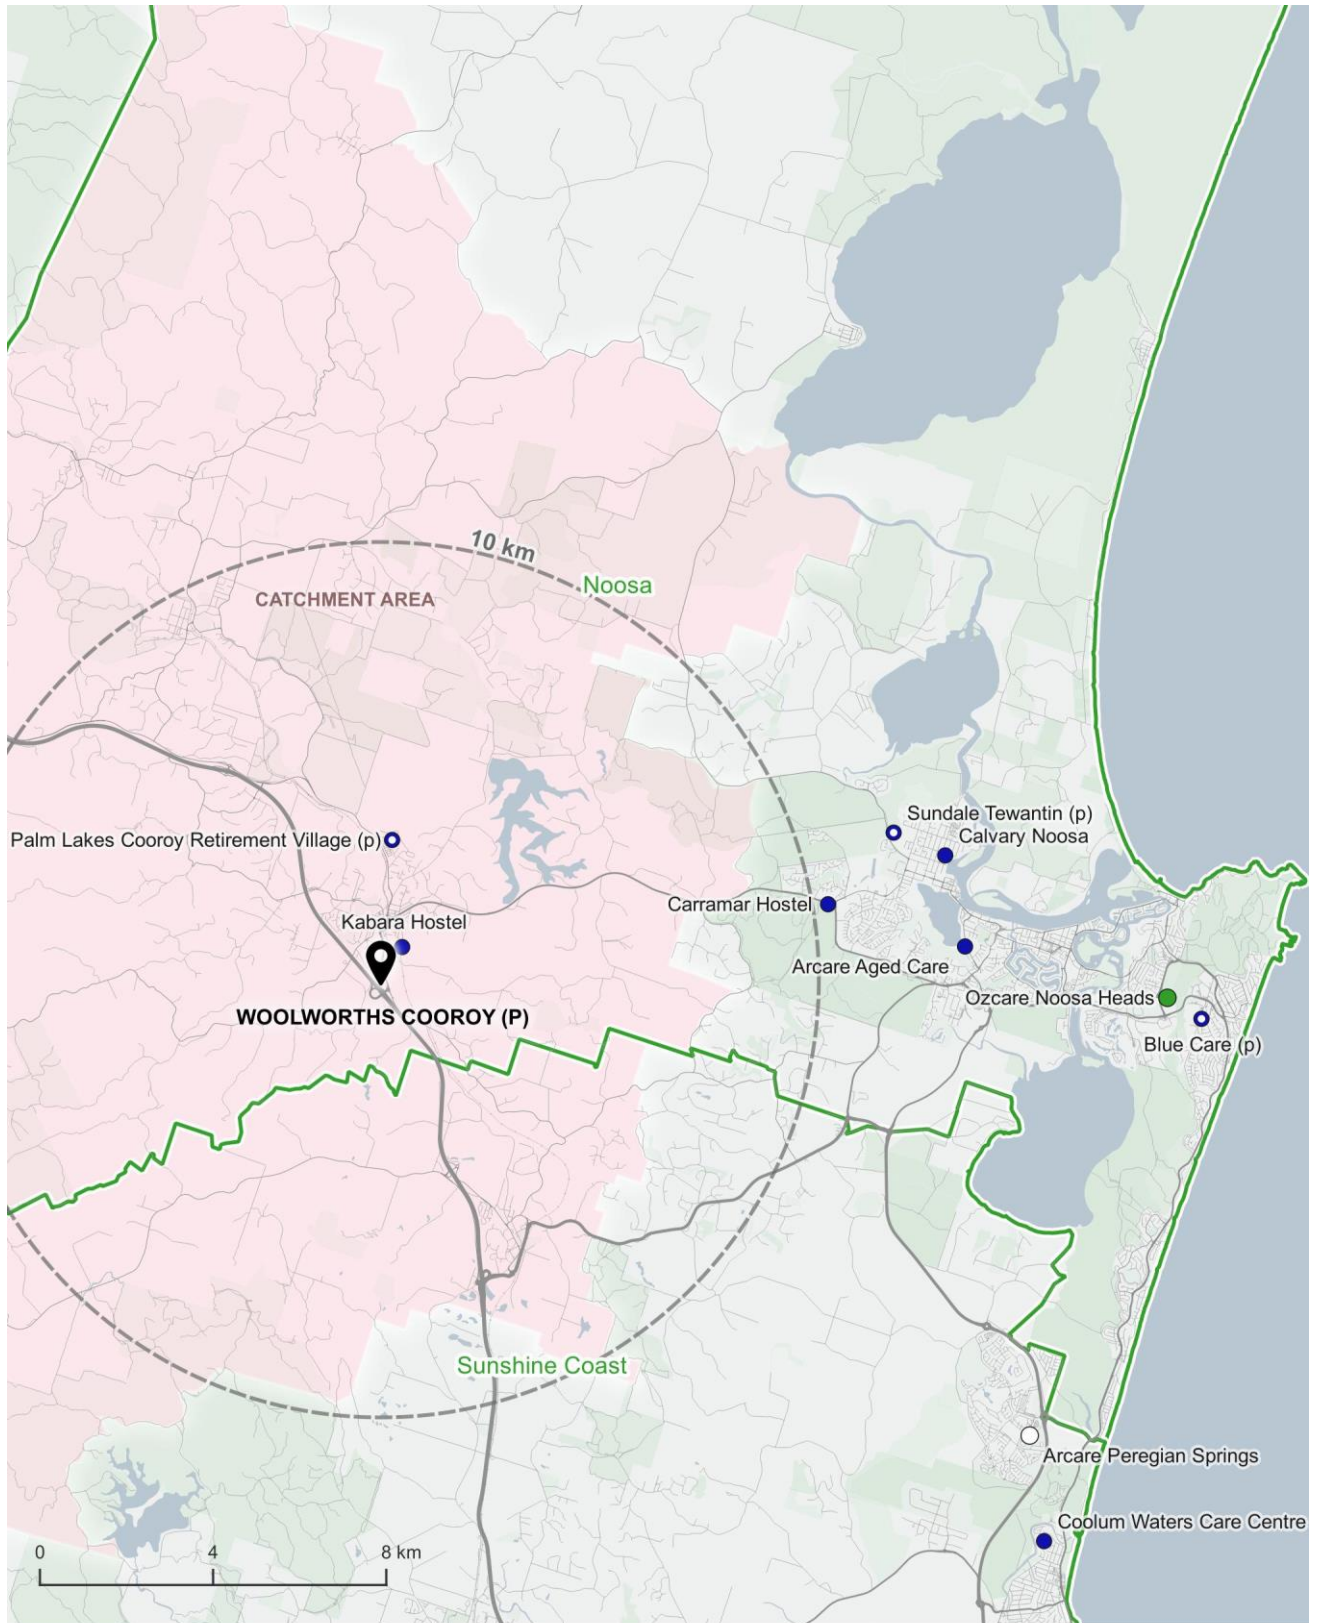 10 km
Noosa
CATCHMENT AREA
Sundale Tewantin (p)
Calvary Noosa
Palm Lakes Cooroy Retirement Village (p)
Carramar Hostel
Kabara Hostel
Arcare Aged Care
Ozcare Noosa Heads
WOOLWORTHS COOROY (P)
Blue Care (p)
Sunshine Coast
Arcare Peregian Springs
Coolum Waters Care Centre
0 4 8 km